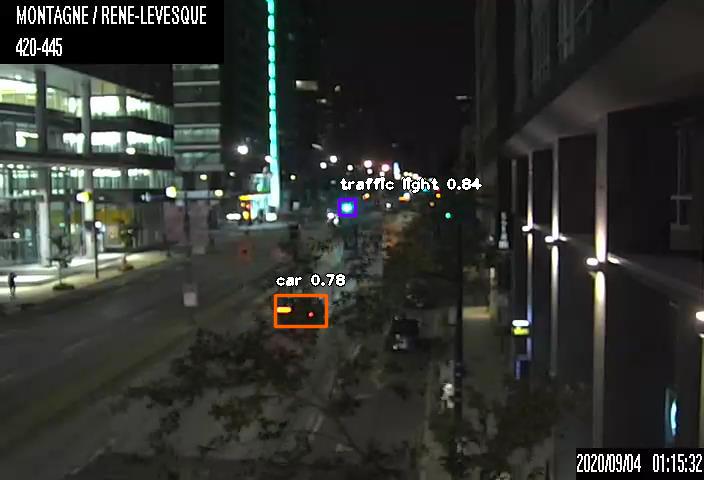 MONTAGNE / RENE-LEVESQUE
420-445
traffic light 0.84
car 0.78
2020/09/04 01:15:32